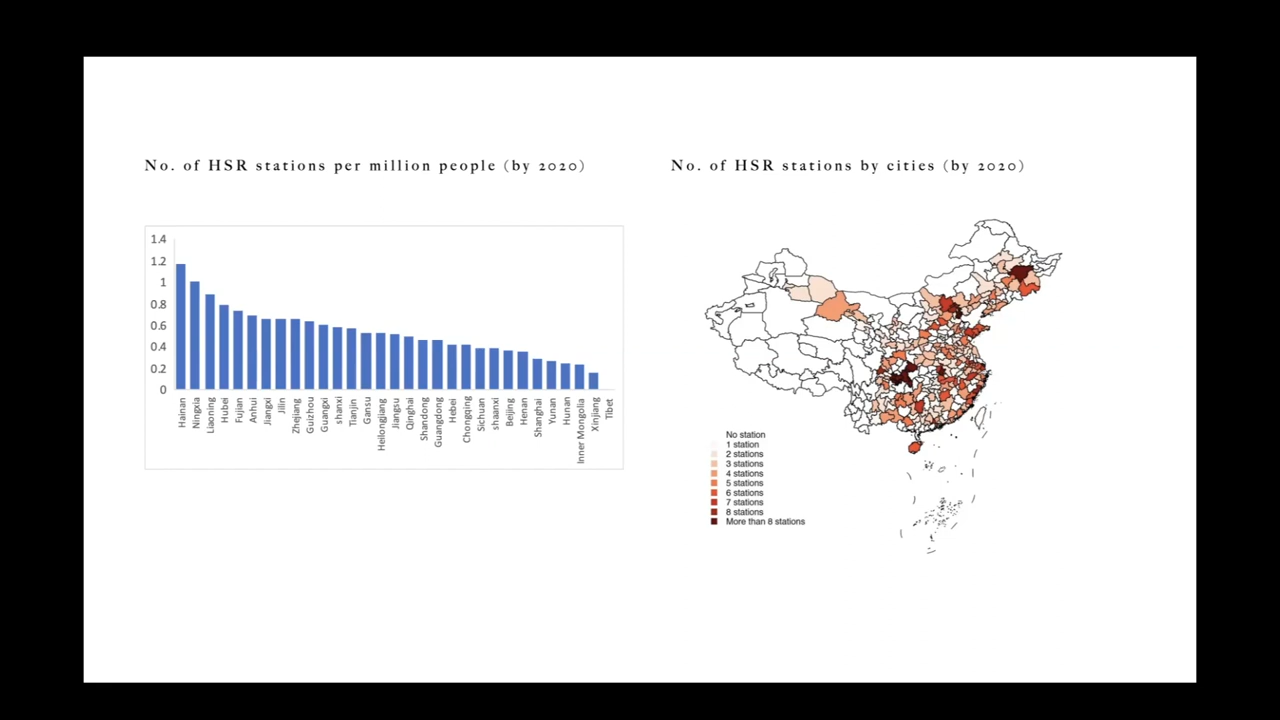 No. of HSR stations per million people (by 2020)
1.4
1.2
1
0.8
0.6
0.4
0.2
0
Hainan
Ningxia
Liaoning
Hubei
Fujian
Anhui
Jiangxi
Jilin
Zhejiang
Guizhou
Guangxi
shanxi
Tianjin
Gansu
Heilongjiang
Jiangsu
Qinghai
Shandong
Guangdong
Hebei
Chongqing
Sichuan
shaanxi
Beijing
Henan
Shanghai
Yunan
Hunan
Inner Mongolia
Xinjiang
Tibet
No. of HSR stations by cities (by 2020)
No station
1 station
2 stations
3 stations
4 stations
5 stations
6 stations
7 stations
8 stations
More than 8 stations